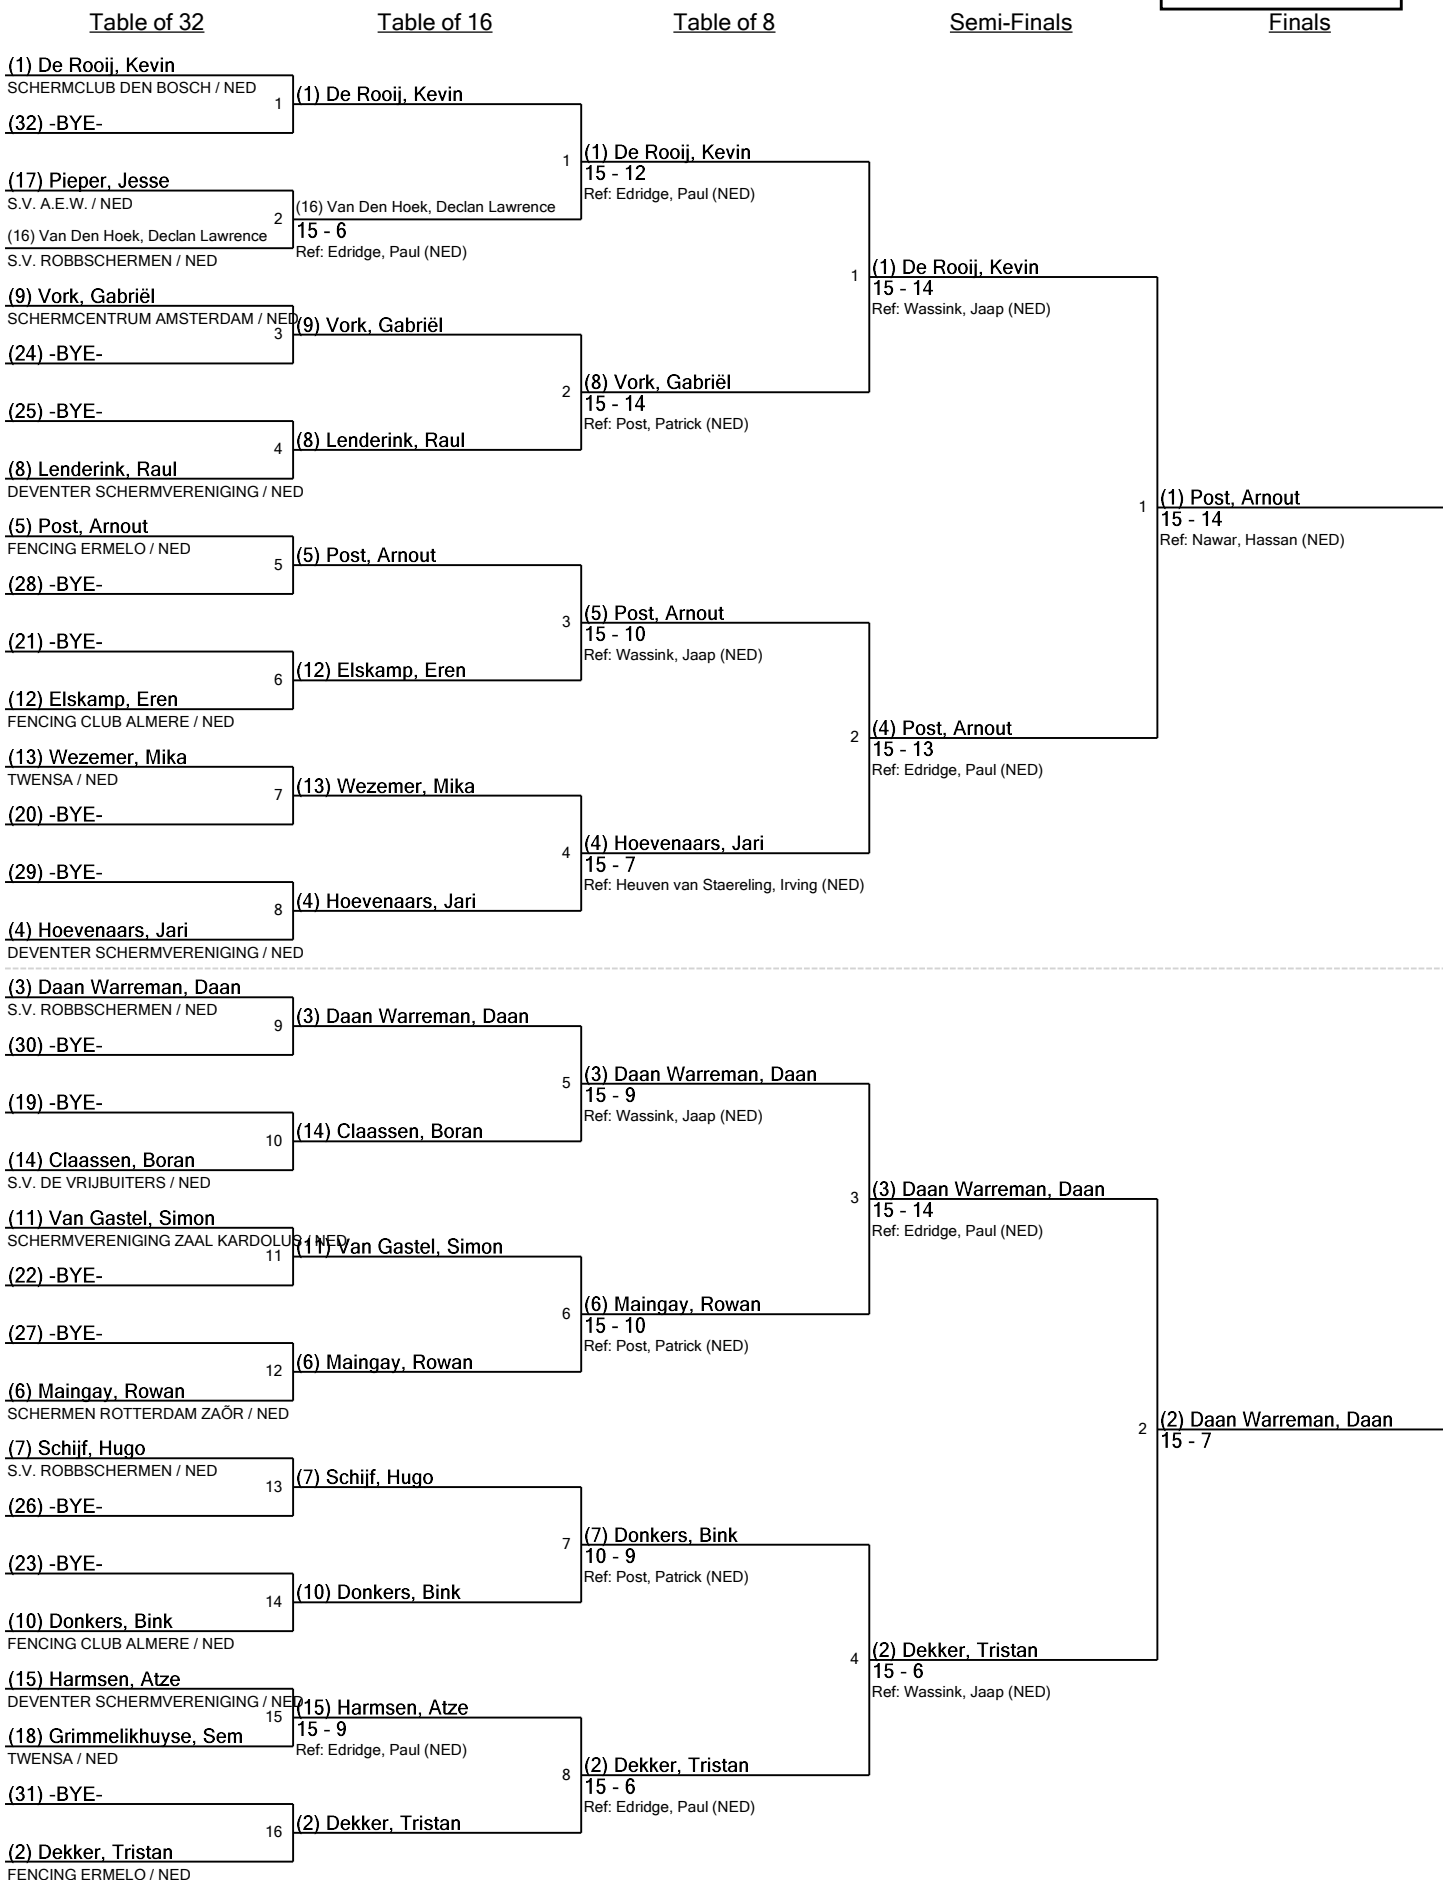 Table of 32
Table of 16
Table of 8
Semi-Finals
Finals
(1) De Rooij, Kevin
SCHERMCLUB DEN BOSCH / NED
1
(32) -BYE-
(17) Pieper, Jesse
S.V. A.E.W. / NED
2
(16) Van Den Hoek, Declan Lawrence
S.V. ROBBSCHERMEN / NED
(9) Vork, Gabriël
SCHERMCENTRUM AMSTERDAM / NED
3
(24) -BYE-
(25) -BYE-
4
(8) Lenderink, Raul
DEVENTER SCHERMVERENIGING / NED
(5) Post, Arnout
FENCING ERMELO / NED
5
(28) -BYE-
(21) -BYE-
6
(12) Elskamp, Eren
FENCING CLUB ALMERE / NED
(13) Wezemer, Mika
TWENSA / NED
7
(20) -BYE-
(29) -BYE-
8
(4) Hoevenaars, Jari
DEVENTER SCHERMVERENIGING / NED
(3) Daan Warreman, Daan
S.V. ROBBSCHERMEN / NED
9
(30) -BYE-
(19) -BYE-
10
(14) Claassen, Boran
S.V. DE VRIJBUITERS / NED
(11) Van Gastel, Simon
SCHERMVERENIGING ZAAL KARDOLUS / NED
11
(22) -BYE-
(27) -BYE-
12
(6) Maingay, Rowan
SCHERMEN ROTTERDAM ZAÕR / NED
(7) Schijf, Hugo
S.V. ROBBSCHERMEN / NED
13
(26) -BYE-
(23) -BYE-
14
(10) Donkers, Bink
FENCING CLUB ALMERE / NED
(15) Harmsen, Atze
DEVENTER SCHERMVERENIGING / NED
15
(18) Grimmelikhuyse, Sem
TWENSA / NED
(31) -BYE-
16
(2) Dekker, Tristan
FENCING ERMELO / NED
(1) De Rooij, Kevin
1
(16) Van Den Hoek, Declan Lawrence
15 - 6
Ref: Edridge, Paul (NED)
(9) Vork, Gabriël
2
(8) Lenderink, Raul
(5) Post, Arnout
3
(12) Elskamp, Eren
(13) Wezemer, Mika
4
(4) Hoevenaars, Jari
(3) Daan Warreman, Daan
5
(14) Claassen, Boran
(11) Van Gastel, Simon
6
(6) Maingay, Rowan
(7) Schijf, Hugo
7
(10) Donkers, Bink
(15) Harmsen, Atze
15 - 9
Ref: Edridge, Paul (NED)
8
(2) Dekker, Tristan
(1) De Rooij, Kevin
15 - 12
Ref: Edridge, Paul (NED)
1
(8) Vork, Gabriël
15 - 14
Ref: Post, Patrick (NED)
(5) Post, Arnout
15 - 10
Ref: Wassink, Jaap (NED)
2
(4) Hoevenaars, Jari
15 - 7
Ref: Heuven van Staereling, Irving (NED)
(3) Daan Warreman, Daan
15 - 9
Ref: Wassink, Jaap (NED)
3
(6) Maingay, Rowan
15 - 10
Ref: Post, Patrick (NED)
(7) Donkers, Bink
10 - 9
Ref: Post, Patrick (NED)
4
(2) Dekker, Tristan
15 - 6
Ref: Edridge, Paul (NED)
(1) De Rooij, Kevin
15 - 14
Ref: Wassink, Jaap (NED)
1
(4) Post, Arnout
15 - 13
Ref: Edridge, Paul (NED)
(3) Daan Warreman, Daan
15 - 14
Ref: Edridge, Paul (NED)
2
(2) Dekker, Tristan
15 - 6
Ref: Wassink, Jaap (NED)
(1) Post, Arnout
15 - 14
Ref: Nawar, Hassan (NED)
(2) Daan Warreman, Daan
15 - 7